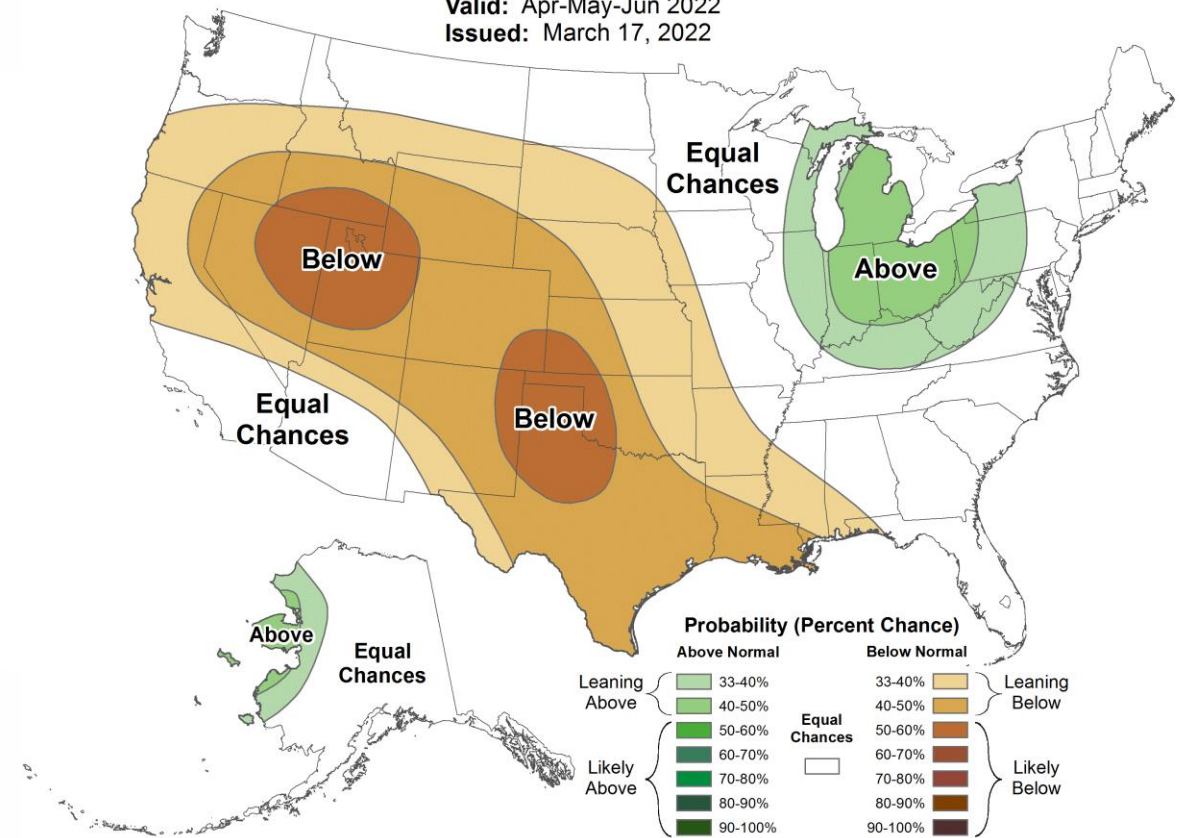 Valid: Apr-May-Jun 2022
Issued: March 17, 2022
Equal
Chances
Below
Above
Below
Equal
Chances
Above
Equal
Chances
Probability (Percent Chance)
Above Normal
Below Normal
Leaning
Above
33-40%
40-50%
Likely
Above
50-60%
60-70%
70-80%
80-90%
90-100%
Equal
Chances
33-40%
40-50%
Leaning
Below
50-60%
60-70%
70-80%
80-90%
90-100%
Likely
Below